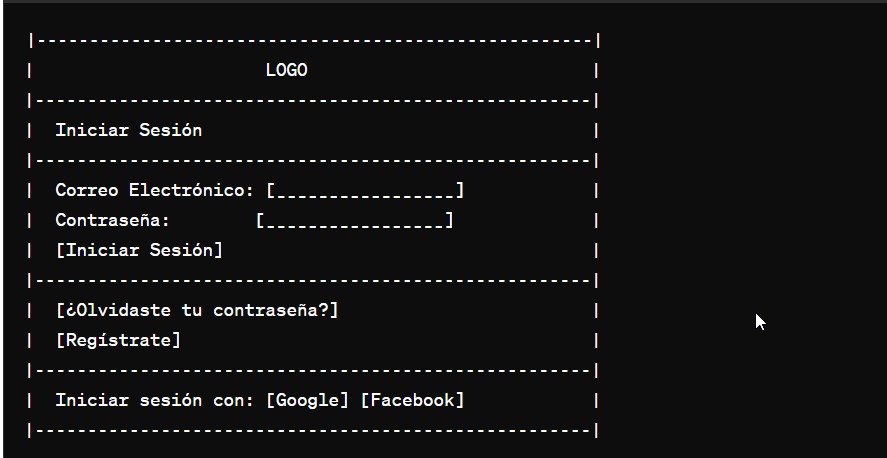 |-----------------------------------------------------|
|                      LOGO                           |
|-----------------------------------------------------|
|  Iniciar Sesión                                     |
|-----------------------------------------------------|
|  Correo Electrónico: [_________________]            |
|  Contraseña:        [_________________]             |
|  [Iniciar Sesión]                                   |
|-----------------------------------------------------|
|  [¿Olvidaste tu contraseña?]                        |
|  [Regístrate]                                       |
|-----------------------------------------------------|
|  Iniciar sesión con: [Google] [Facebook]            |
|-----------------------------------------------------|